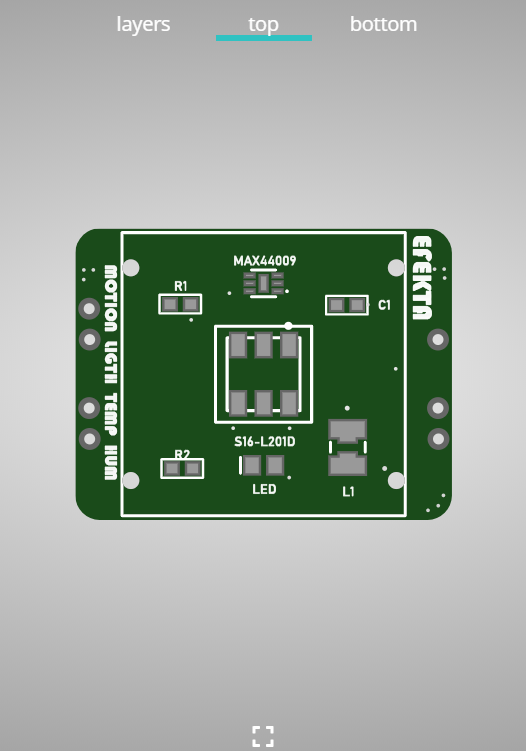 layers
top
bottom
EFEKTA
MAX44009
MOTION LIGTH TEMP HUM
R1
C1
S16-L201D
R2
LED
L1